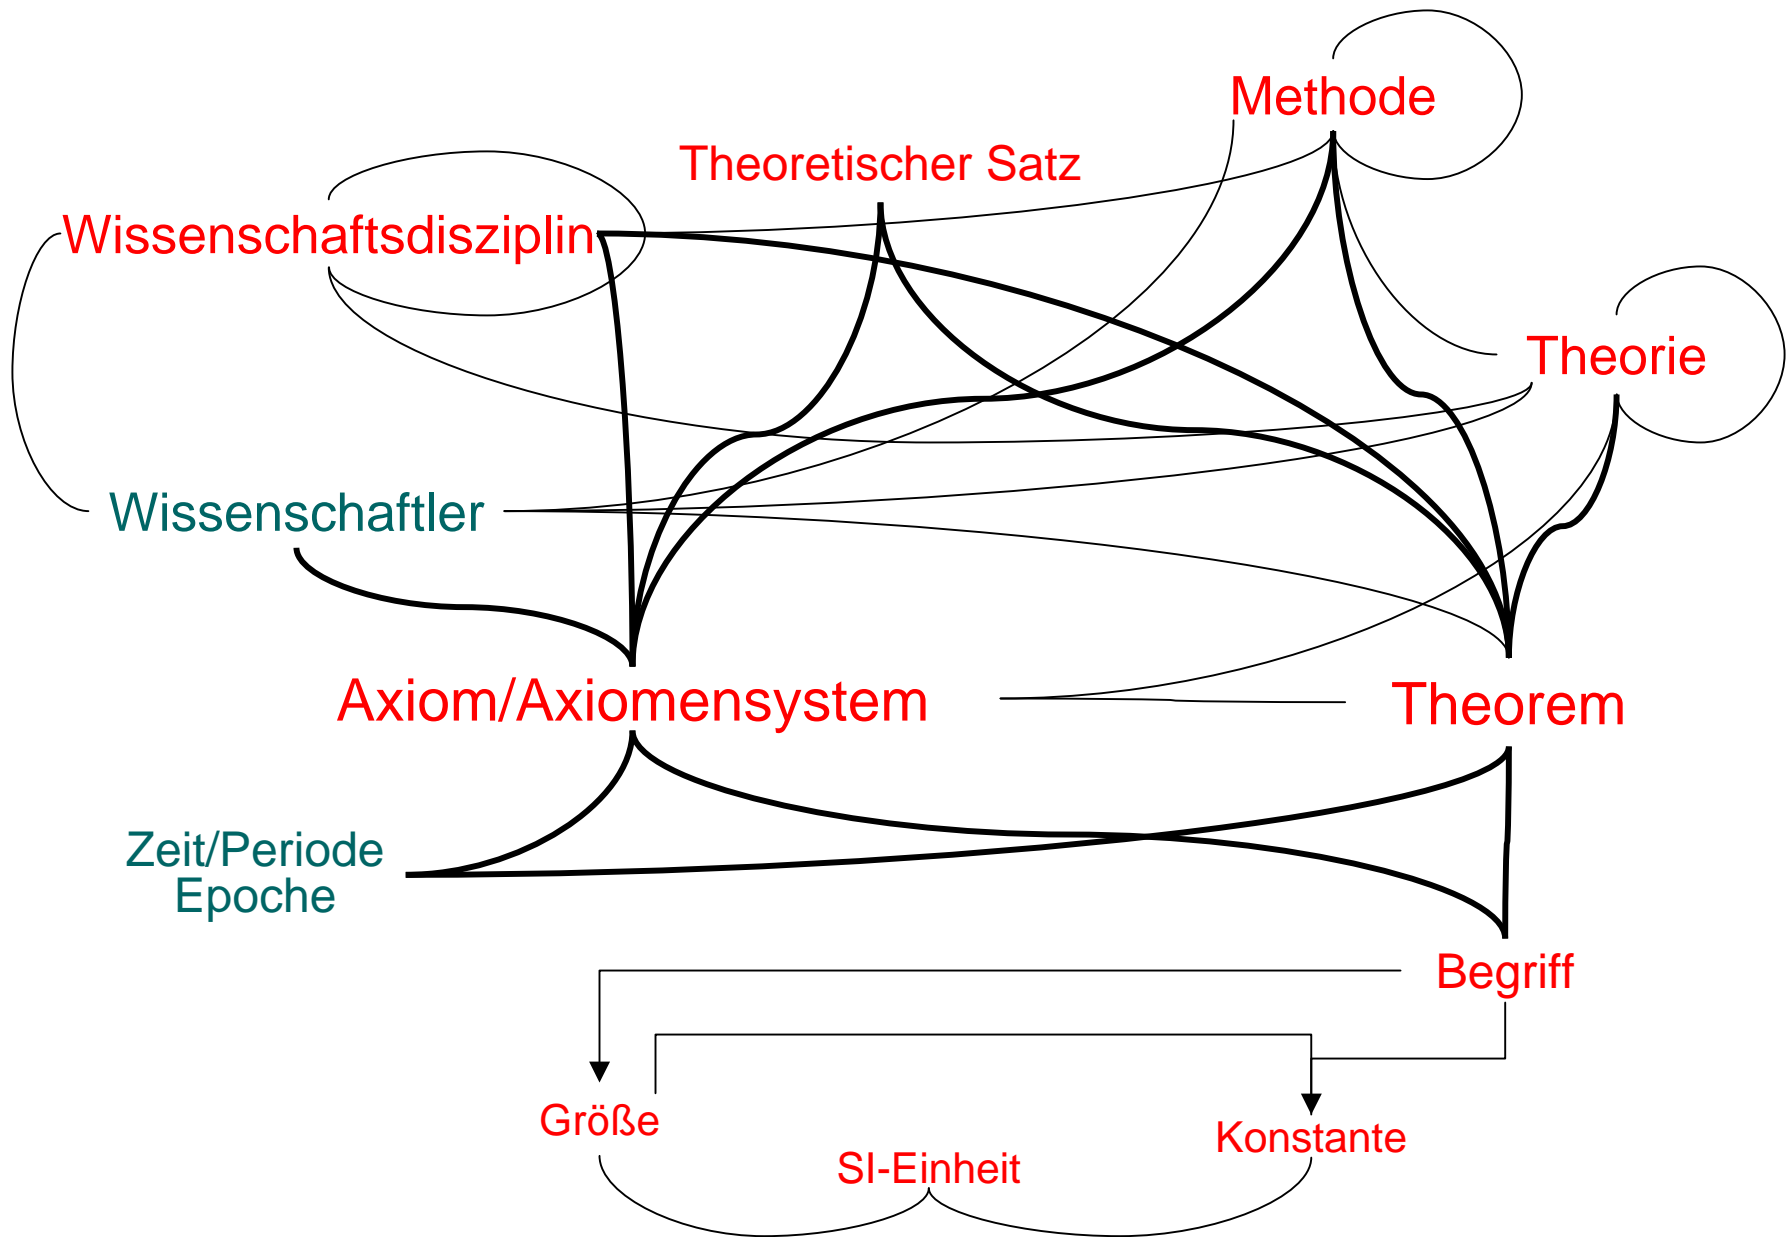 Methode
Theoretischer Satz
Wissenschaftsdisziplin
Theorie
Wissenschaftler
Axiom/Axiomensystem
Theorem
Zeit/Periode
Epoche
Begriff
Größe
Konstante
SI-Einheit